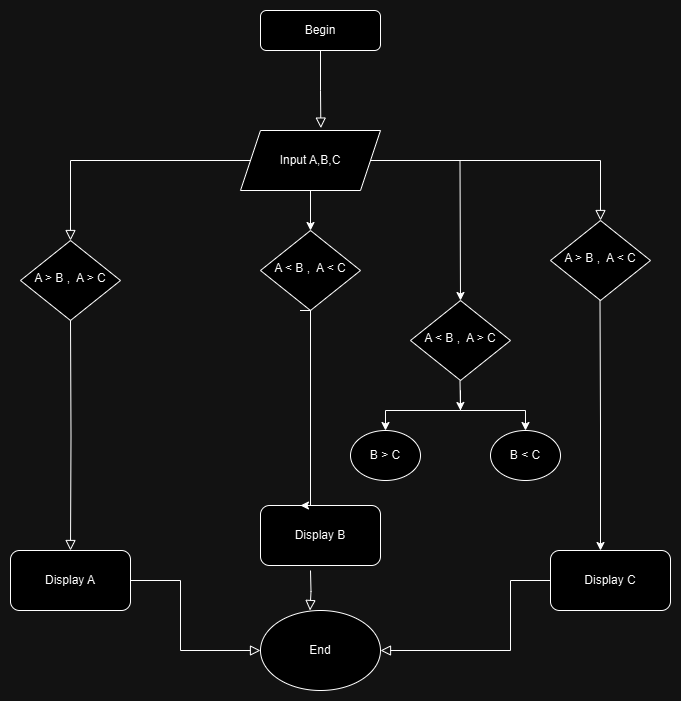 Begin
Input A,B,C
A > B , A > C
A < B , A < C
A > B , A < C
A < B , A > C
B > C
B < C
Display A
Display B
Display C
End